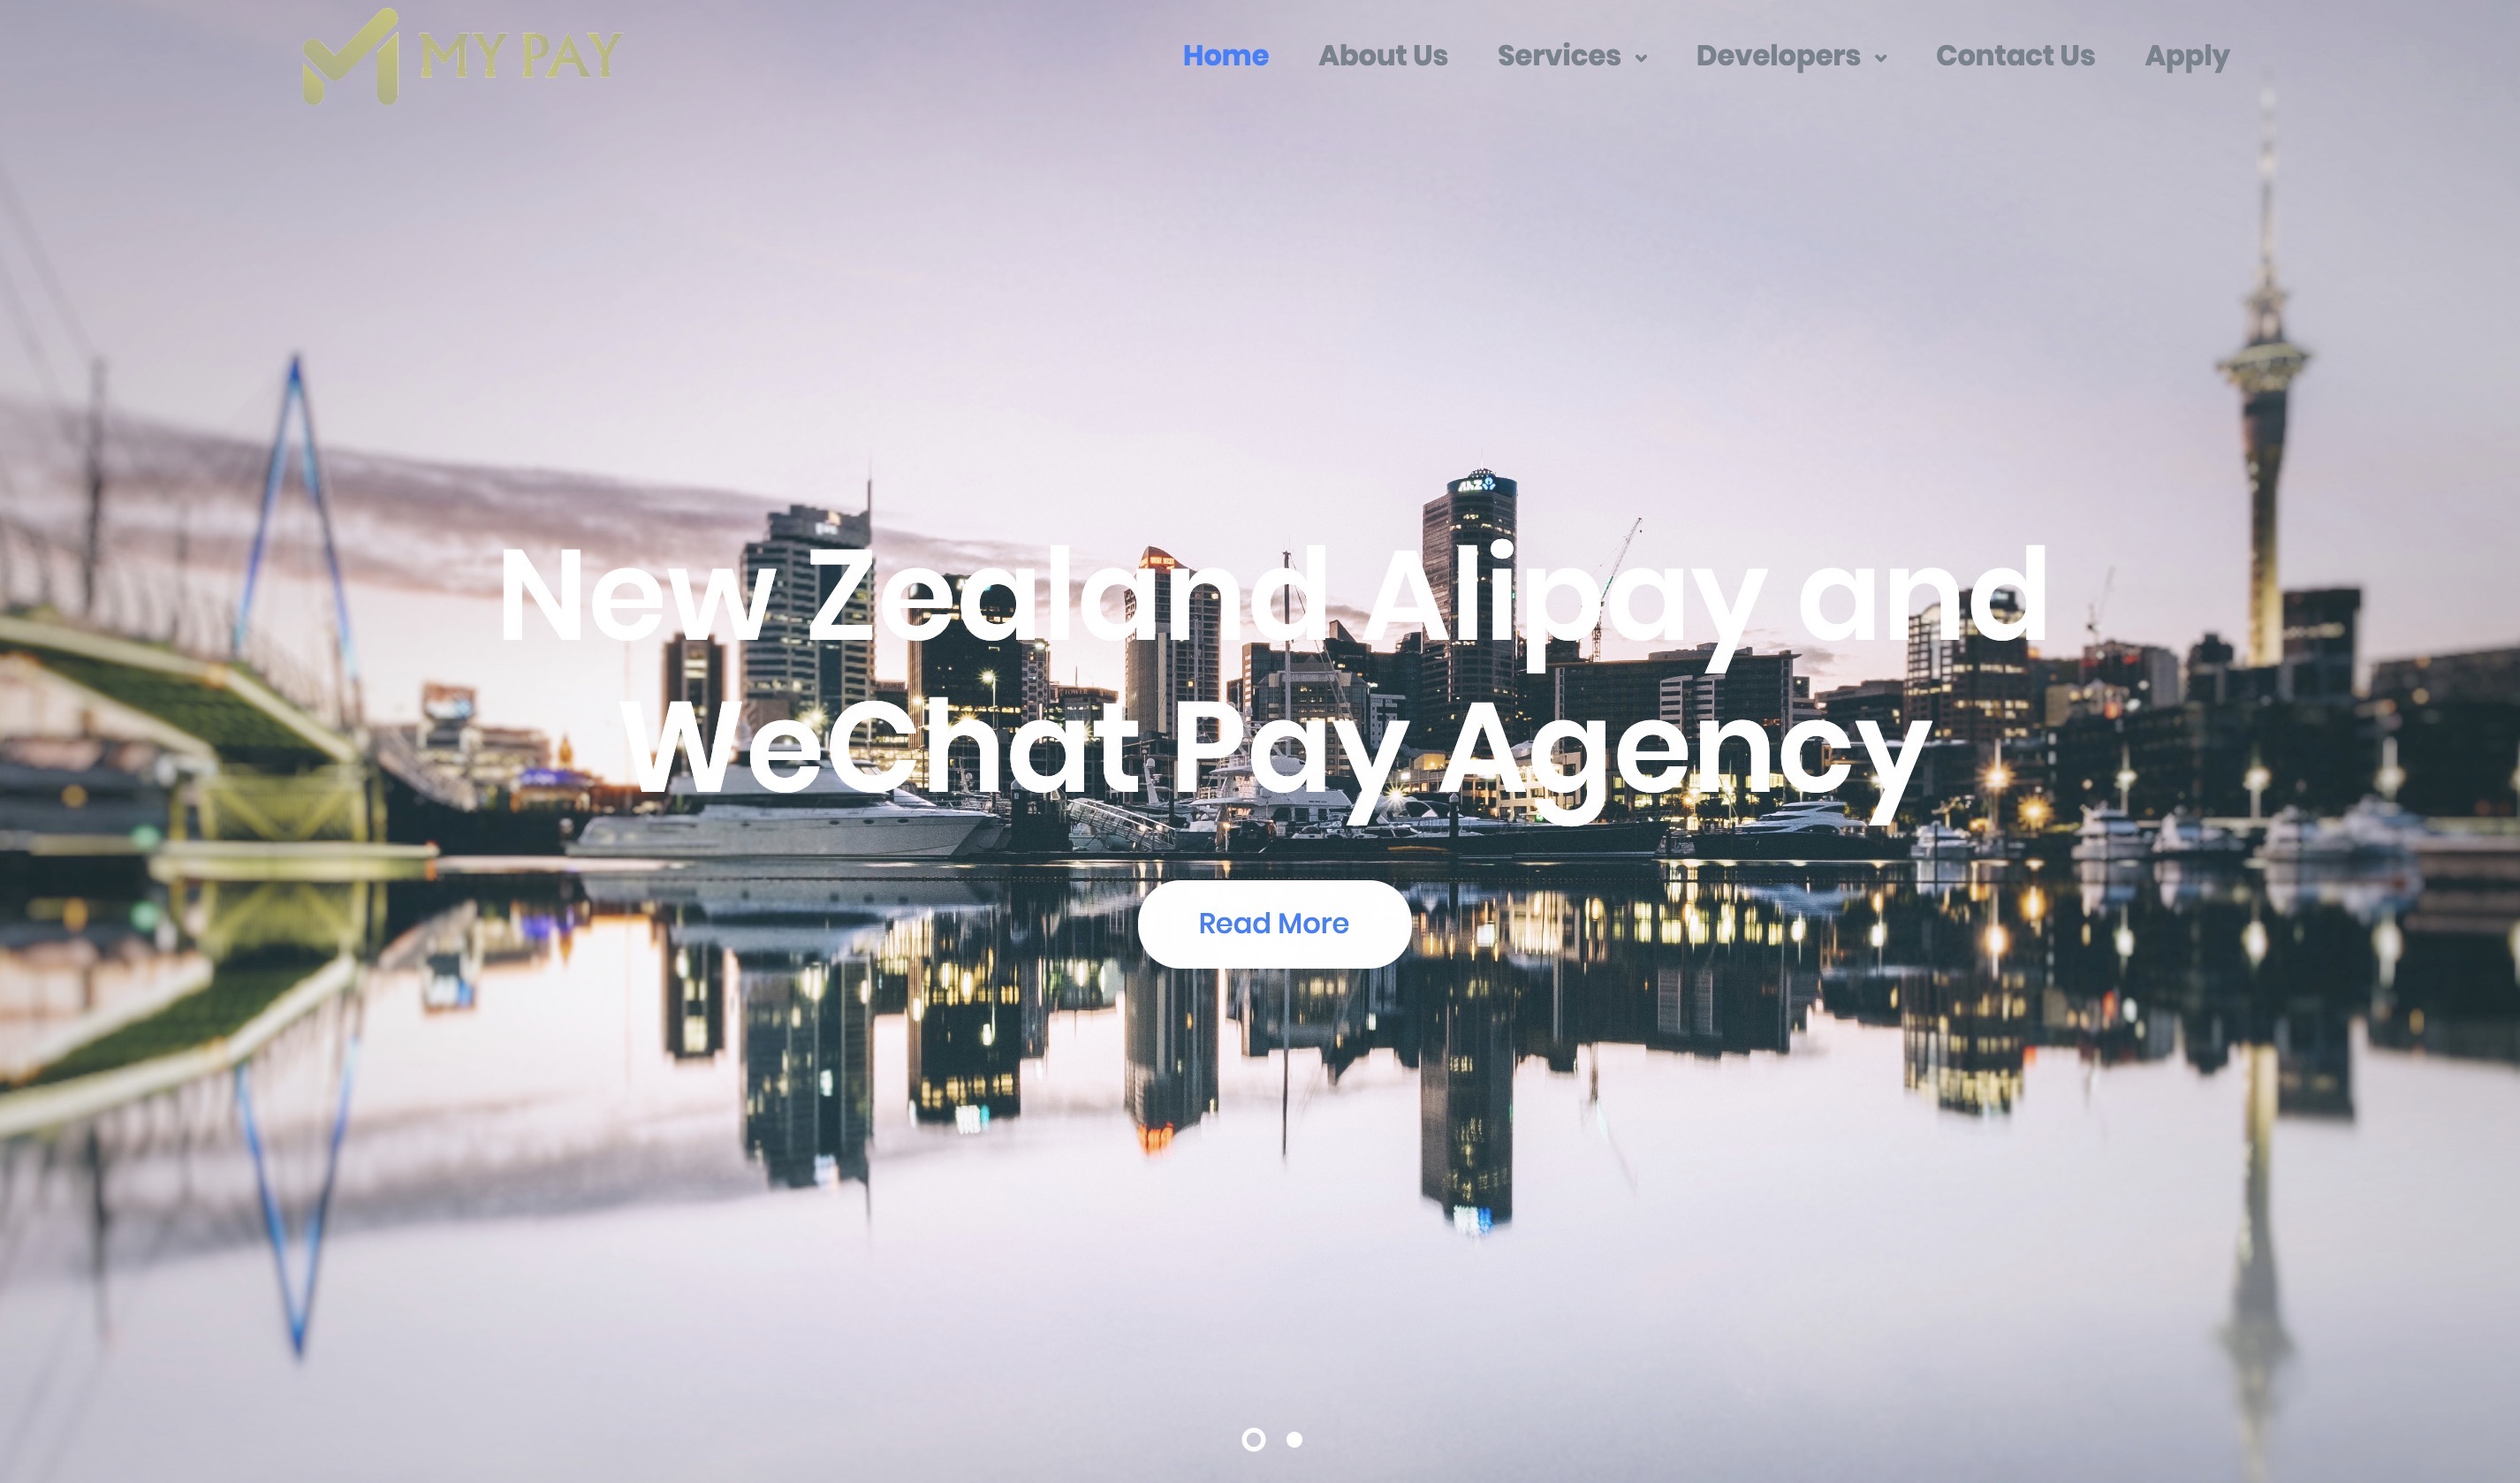 MY PAY
Home About Us Services Developers Contact Us Apply
ANZ
New Zealand Alipay and
WeChat Pay Agency
Read More